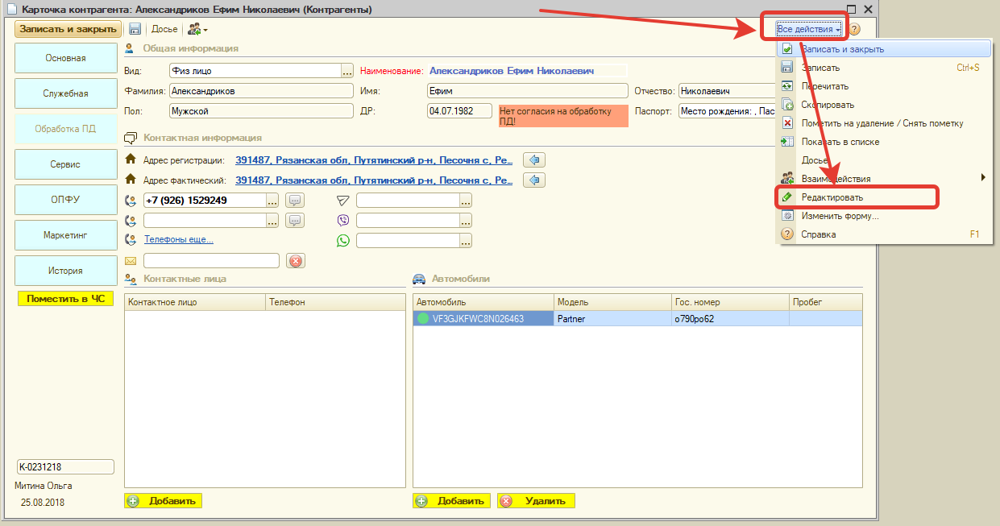 Карточка контрагента: Александриков Ефим Николаевич (Контрагенты)
Записать и закрыть Досье Все действия
Основная
Служебная
Обработка ПД
Сервис
ОПФУ
Маркетинг
История
Поместить в ЧС
К-0231218
Митина Ольга
25.08.2018
Общая информация
Вид: Физ лицо ... Наименование: Александриков Ефим Николаевич
Фамилия: Александриков Имя: Ефим Отчество: Николаевич
Пол: Мужской ДР: 04.07.1982 Нет согласия на обработку
ПД!
Паспорт: Место рождения: , Пас
Контактная информация
Адрес регистрации: 391487, Рязанская обл, Путятинский р-н, Песочня с, Ре...
Адрес фактический: 391487, Рязанская обл, Путятинский р-н, Песочня с, Ре...
+7 (926) 1529249 ... ...
... ...
Телефоны еще... ...
Контактные лица
Контактное лицо Телефон
Добавить
Автомобили
Автомобиль Модель Гос. номер Пробег
VF3GJKFWC8N026463 Partner о790ро62
Добавить Удалить
Записать и закрыть
Записать Ctrl+S
Перечитать
Скопировать
Пометить на удаление / Снять пометку
Показать в списке
Досье
Взаимодействия
Редактировать
Изменить форму...
Справка F1